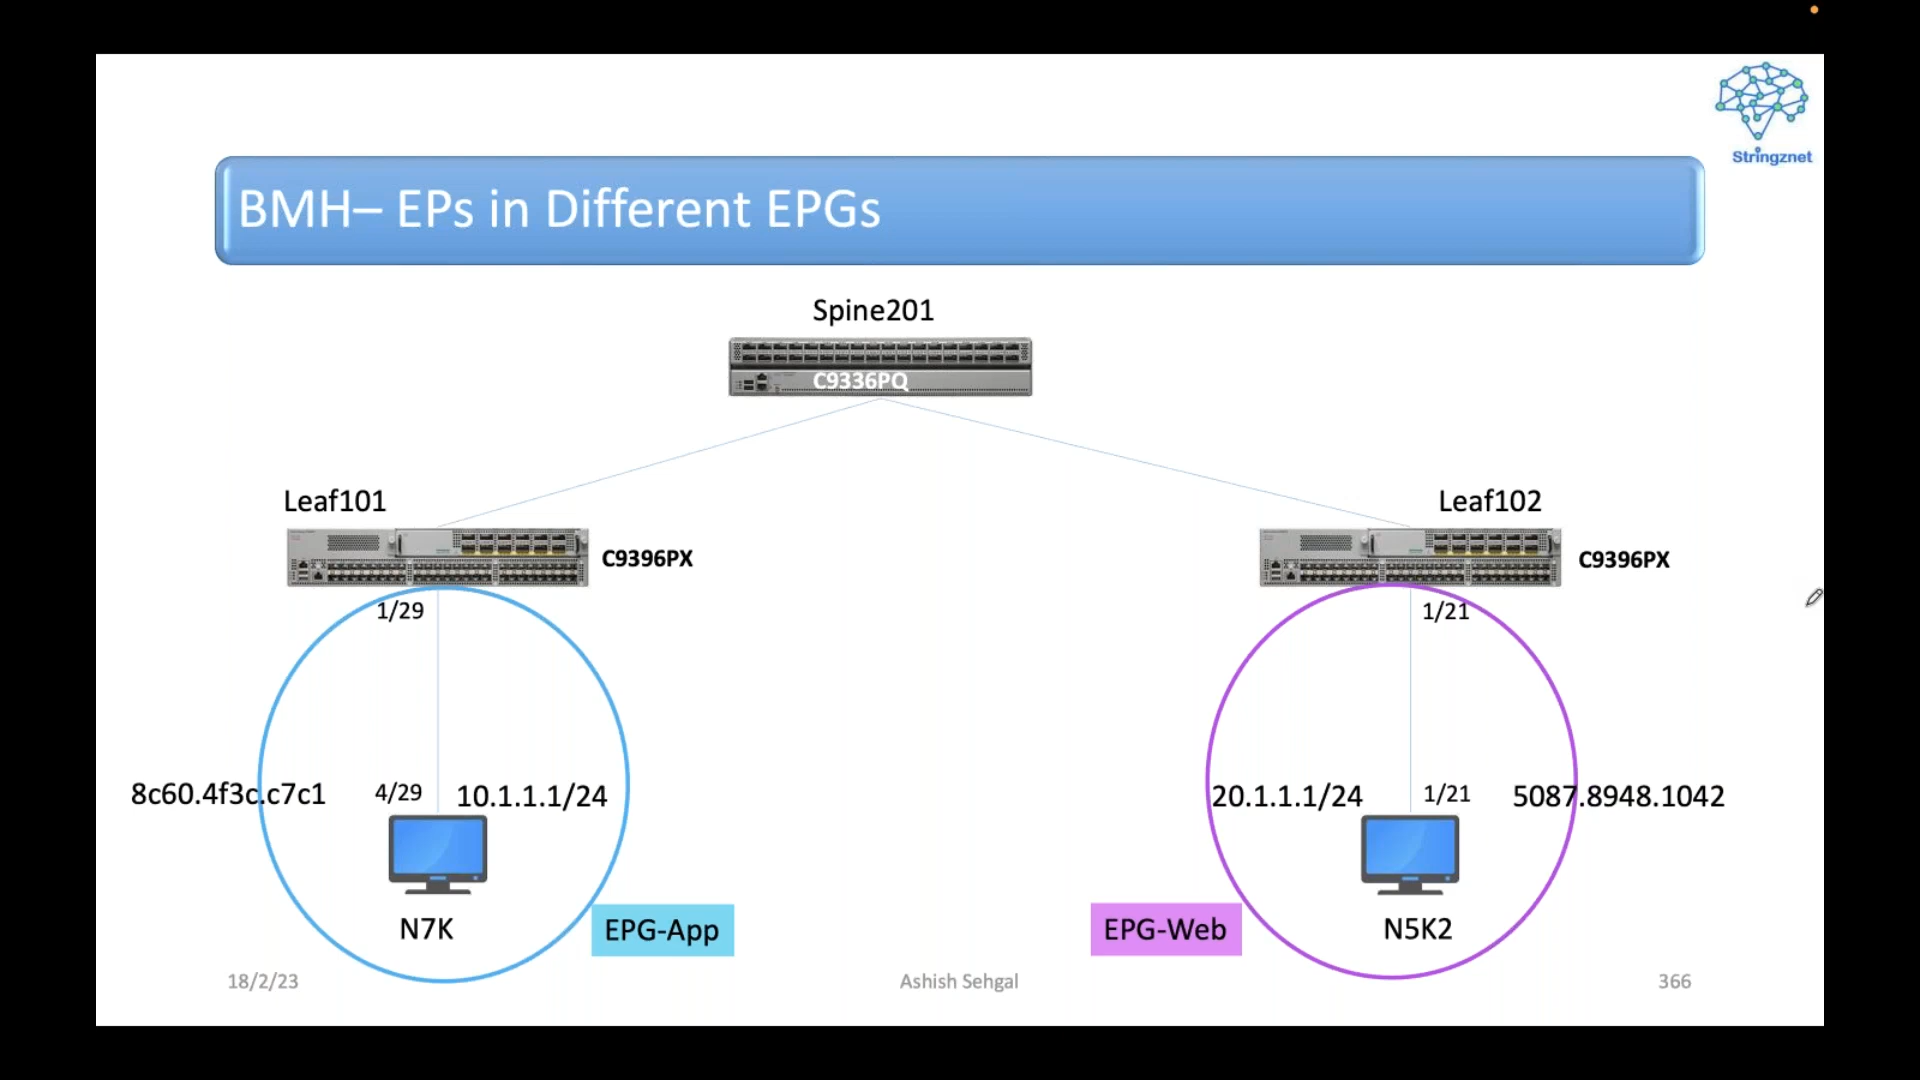 Stringznet
BMH– EPs in Different EPGs
Spine201
C9336PQ
Leaf101
Leaf102
C9396PX
C9396PX
1/29
1/21
8c60.4f3c.c7c1
4/29
10.1.1.1/24
20.1.1.1/24
1/21
5087.8948.1042
N7K
EPG-App
EPG-Web
N5K2
18/2/23
Ashish Sehgal
366